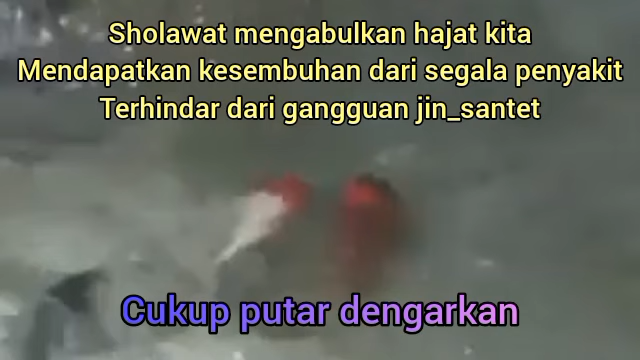 Sholawat mengabulkan hajat kita
Mendapatkan kesembuhan dari segala penyakit
Terhindar dari gangguan jin_santet
Cukup putar dengarkan